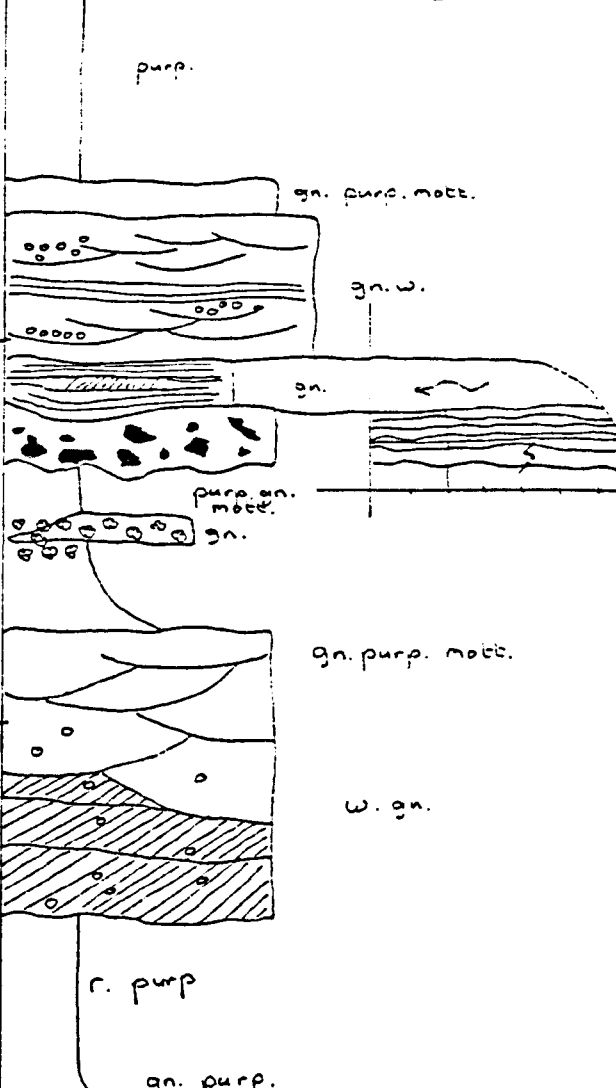 purp.
gn. purp. mott.
gn. w.
gn.
purp. gn.
mott.
gn.
gn. purp. mott.
w. gn.
r. purp
gn. purp.